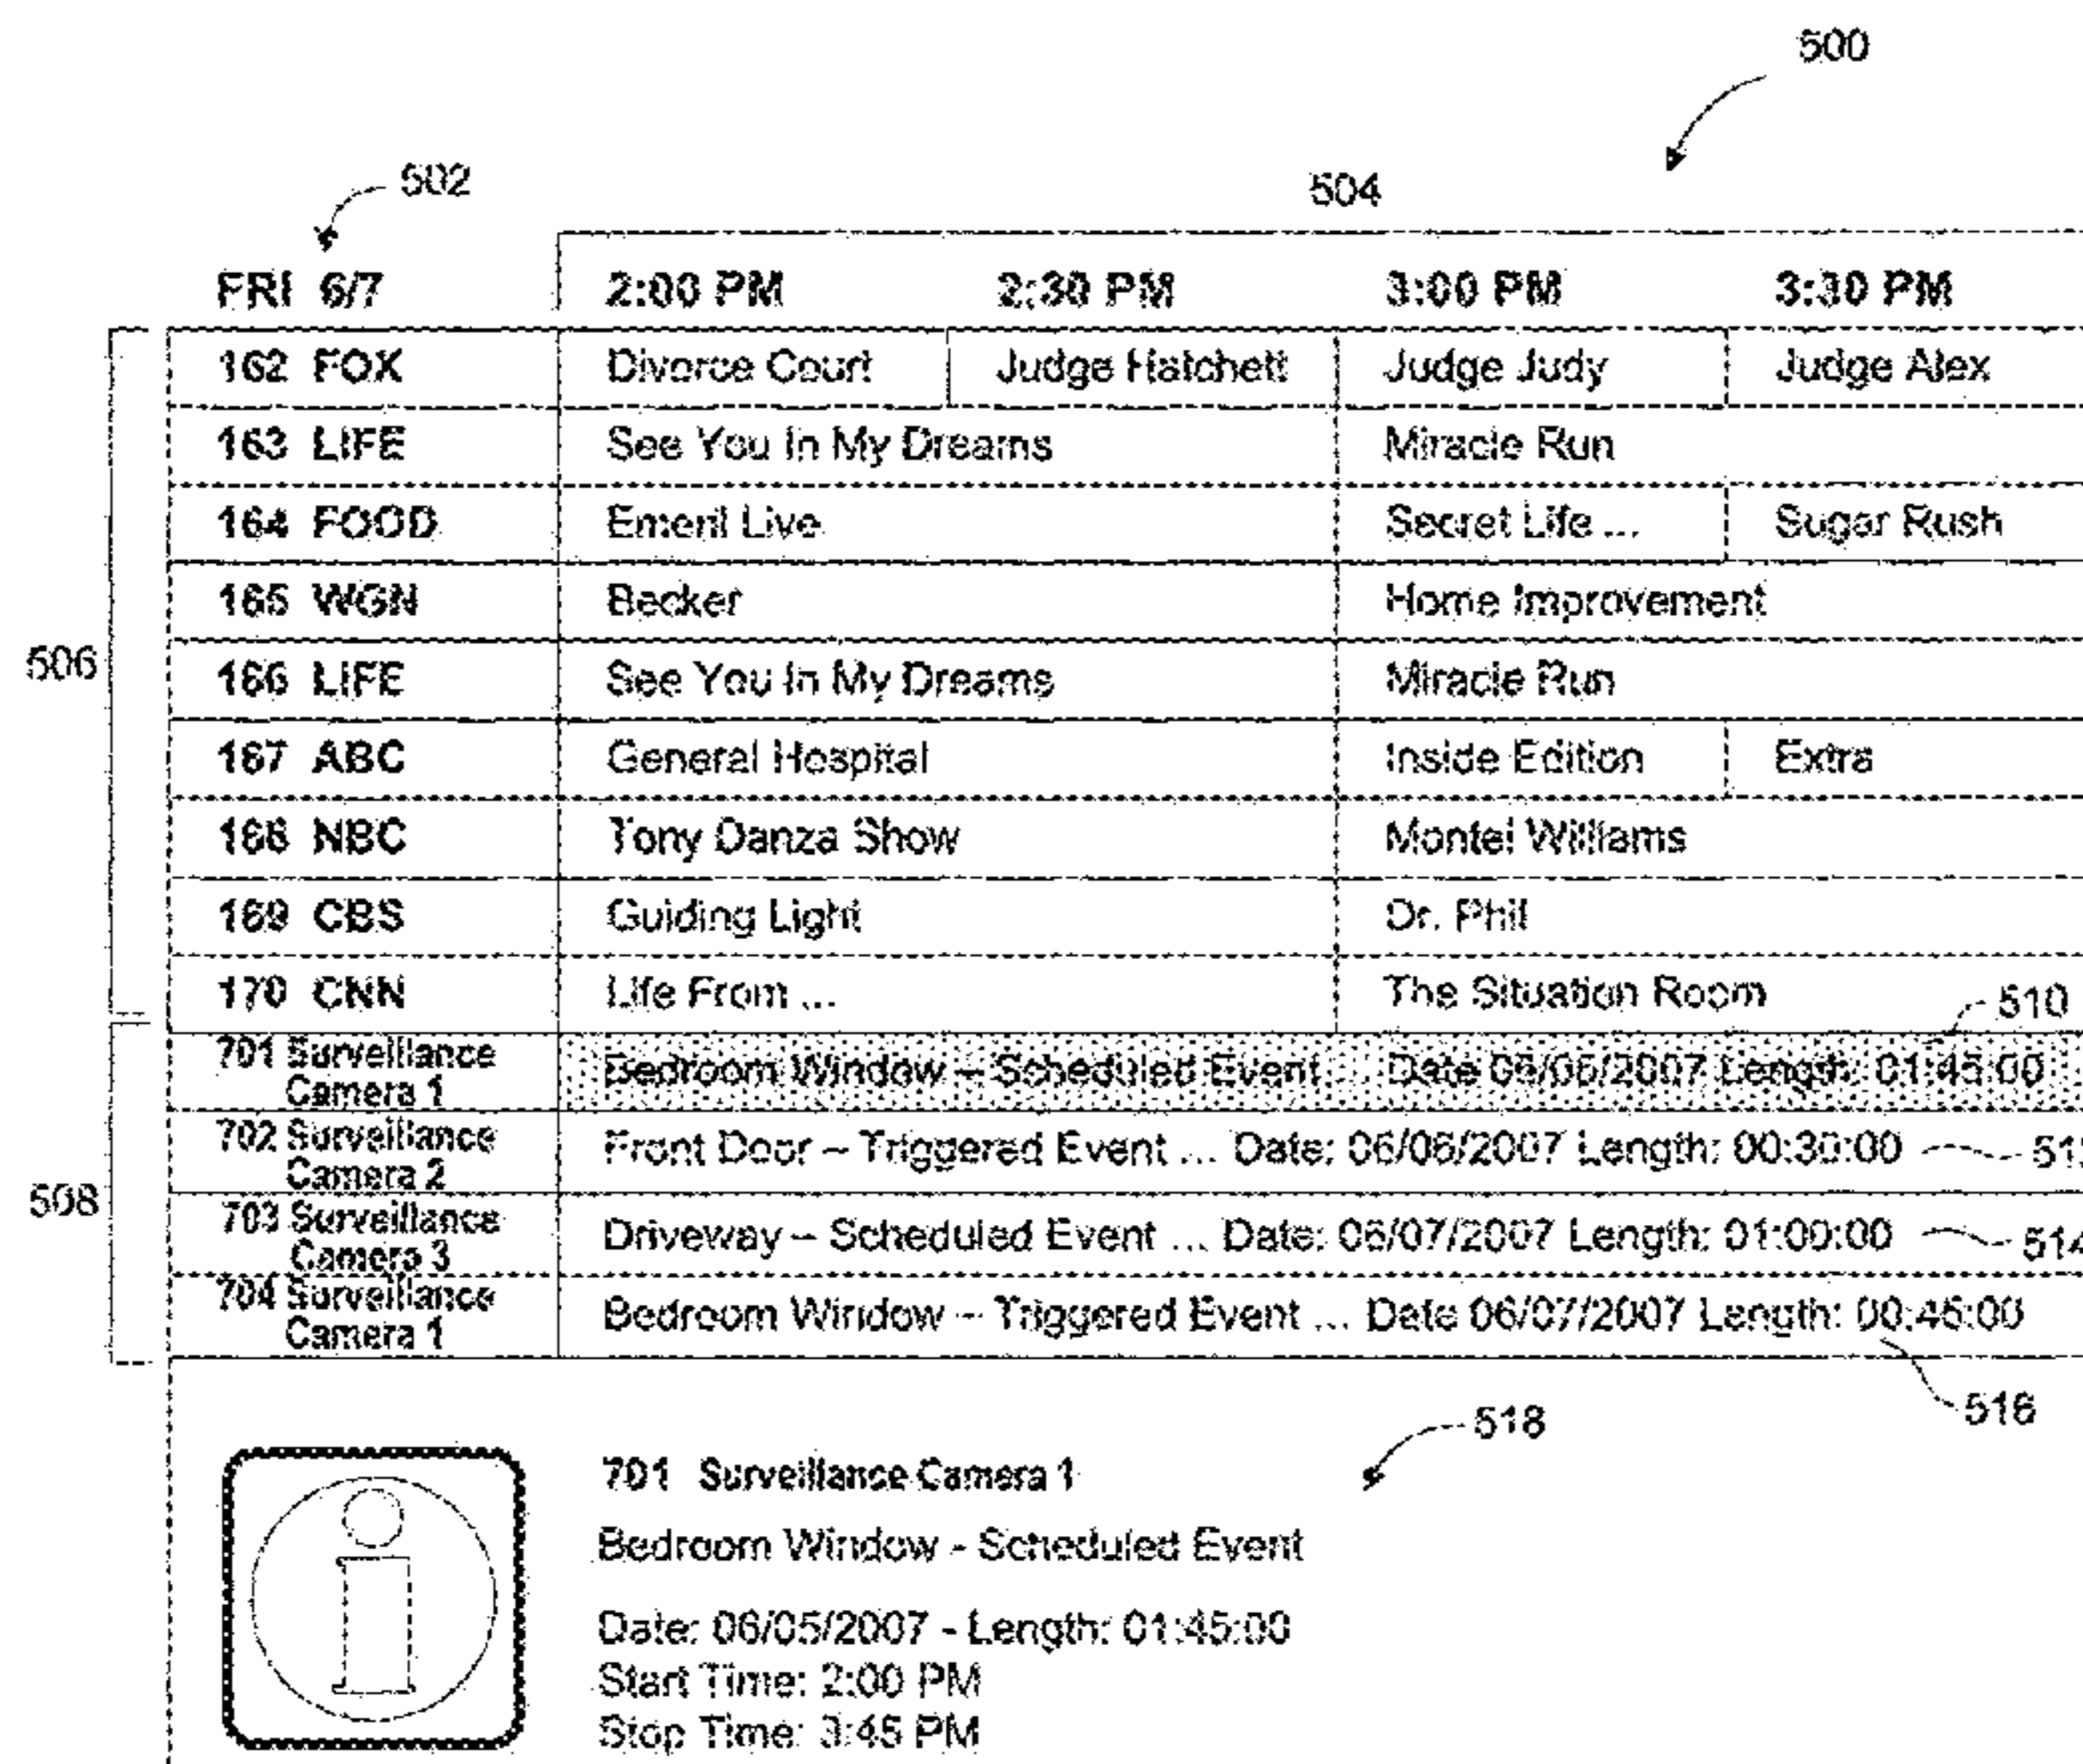 500
502
504
FRI 6/7 2:00 PM 2:30 PM 3:00 PM 3:30 PM
162 FOX Divorce Court Judge Hatchett Judge Judy Judge Alex
163 LIFE See You In My Dreams Miracle Run
164 FOOD Emeril Live Secret Life ... Sugar Rush
165 WGN Becker Home Improvement
506
166 LIFE See You In My Dreams Miracle Run
167 ABC General Hospital Inside Edition Extra
168 NBC Tony Danza Show Montel Williams
169 CBS Guiding Light Dr. Phil
170 CNN Life From ... The Situation Room
510
701 Surveillance Camera 1 Bedroom Window – Scheduled Event ... Date 06/05/2007 Length: 01:45:00
702 Surveillance Camera 2 Front Door – Triggered Event ... Date: 06/06/2007 Length: 00:30:00
508
703 Surveillance Camera 3 Driveway – Scheduled Event ... Date: 06/07/2007 Length: 01:00:00 514
704 Surveillance Camera 1 Bedroom Window – Triggered Event ... Date 06/07/2007 Length: 00:45:00
516
518
701 Surveillance Camera 1
Bedroom Window - Scheduled Event
Date: 06/05/2007 - Length: 01:45:00
Start Time: 2:00 PM
Stop Time: 3:45 PM